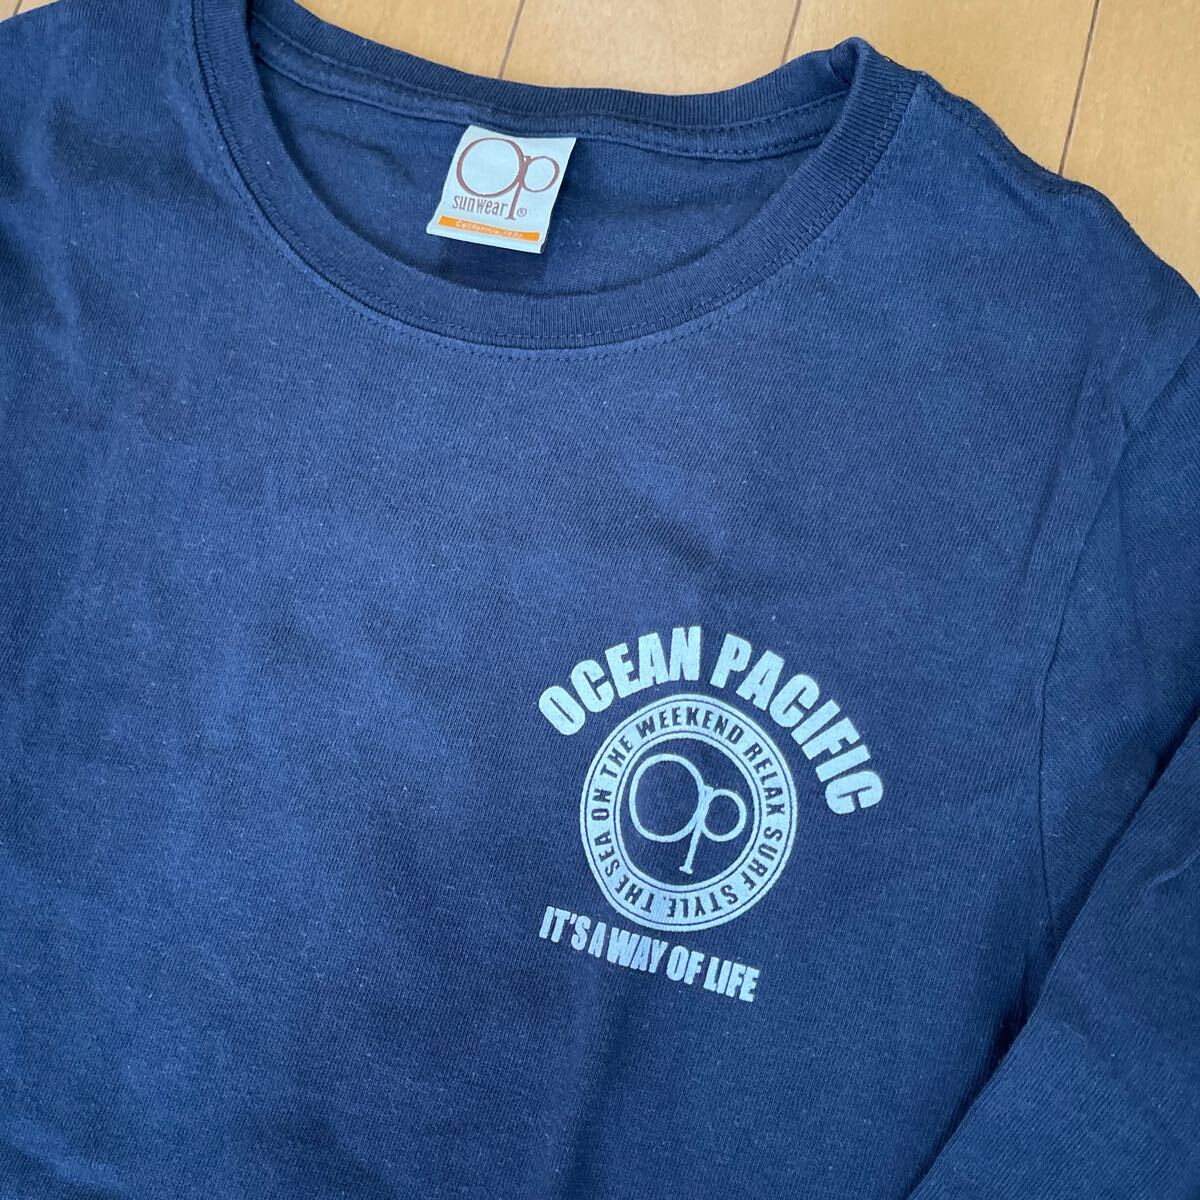 Op
sunwear ®
OCEAN PACIFIC
THE SEA ON THE WEEKEND RELAX SURF STYLE.
Op
IT'S A WAY OF LIFE